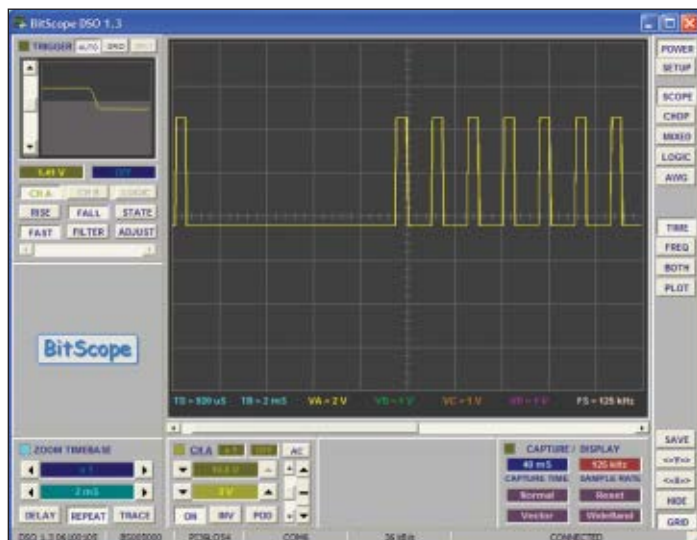 BitScope DSO 1.3
TRIGGER AUTO GRID
POWER
SETUP
SCOPE
CHOP
MIXED
LOGIC
AWG
1.41 V OFF
CH A CH B LOGIC
RISE FALL STATE
FAST FILTER ADJUST
TIME
FREQ
BOTH
PLOT
BitScope
TB = 2 mS VA = 2 V VB = 1 V VC = 1 V VD = 1 V FS = 125 kHz
ZOOM TIMEBASE
x 1
2 mS
DELAY REPEAT TRACE
CH A x 1 OFF AC
2 V
ON INV POD
CAPTURE / DISPLAY
40 mS 125 kHz
CAPTURE TIME SAMPLE RATE
Normal Reset
Vector WideBand
SAVE
<=Y=>
<=X=>
HIDE
GRID
CONNECTED